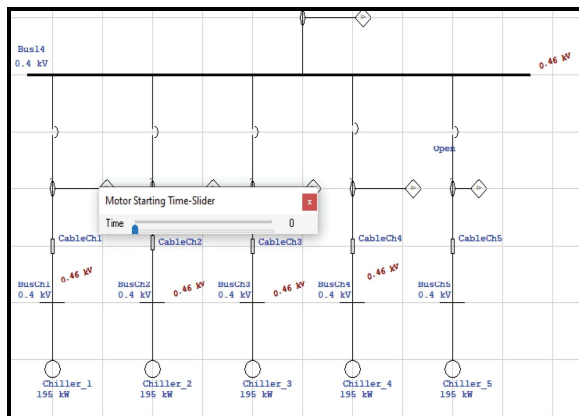 Bus14
0.4 kV
0.46 kV
Open
Motor Starting Time-Slider
x
Time
0
CableCh1
CableCh2
CableCh3
CableCh4
CableCh5
BusCh1
0.4 kV
0.46 kV
BusCh2
0.4 kV
0.46 kV
BusCh3
0.4 kV
0.46 kV
BusCh4
0.4 kV
0.46 kV
BusCh5
0.4 kV
Chiller_1
195 kW
Chiller_2
195 kW
Chiller_3
195 kW
Chiller_4
195 kW
Chiller_5
195 kW